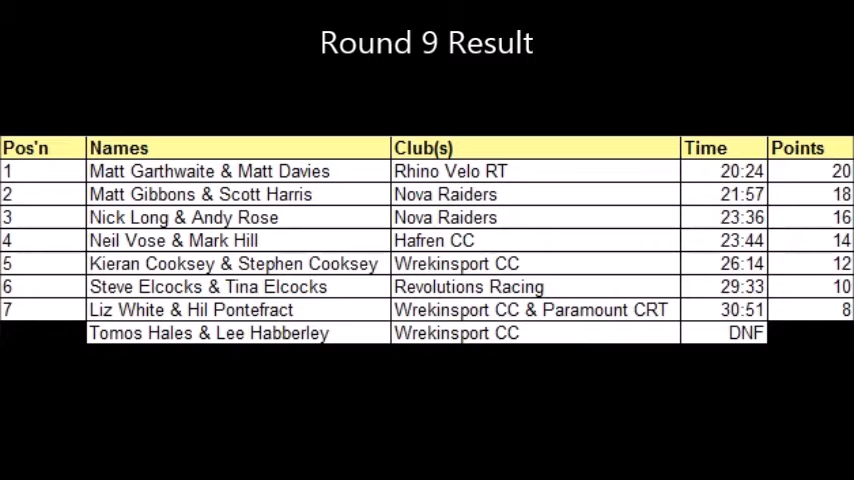 Round 9 Result
Pos'n Names Club(s) Time Points
1 Matt Garthwaite & Matt Davies Rhino Velo RT 20:24 20
2 Matt Gibbons & Scott Harris Nova Raiders 21:57 18
3 Nick Long & Andy Rose Nova Raiders 23:36 16
4 Neil Vose & Mark Hill Hafren CC 23:44 14
5 Kieran Cooksey & Stephen Cooksey Wrekinsport CC 26:14 12
6 Steve Elcocks & Tina Elcocks Revolutions Racing 29:33 10
7 Liz White & Hil Pontefract Wrekinsport CC & Paramount CRT 30:51 8
Tomos Hales & Lee Habberley Wrekinsport CC DNF